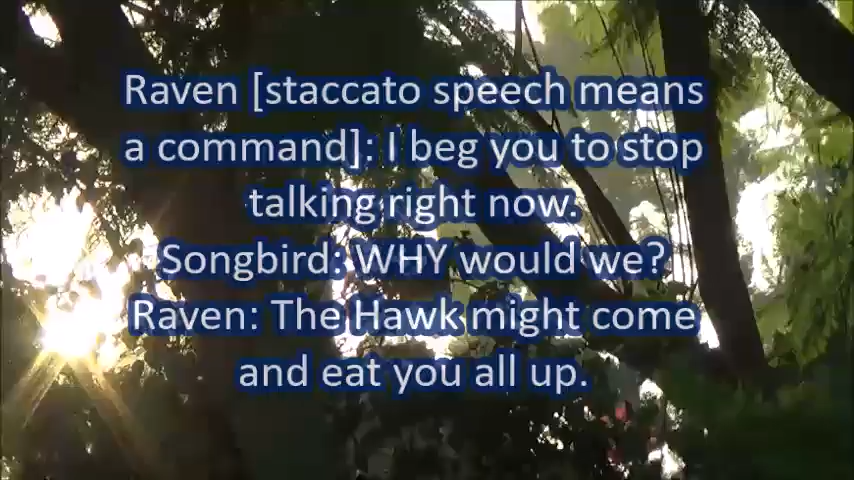 Raven [staccato speech means
a command]: I beg you to stop
talking right now.
Songbird: WHY would we?
Raven: The Hawk might come
and eat you all up.